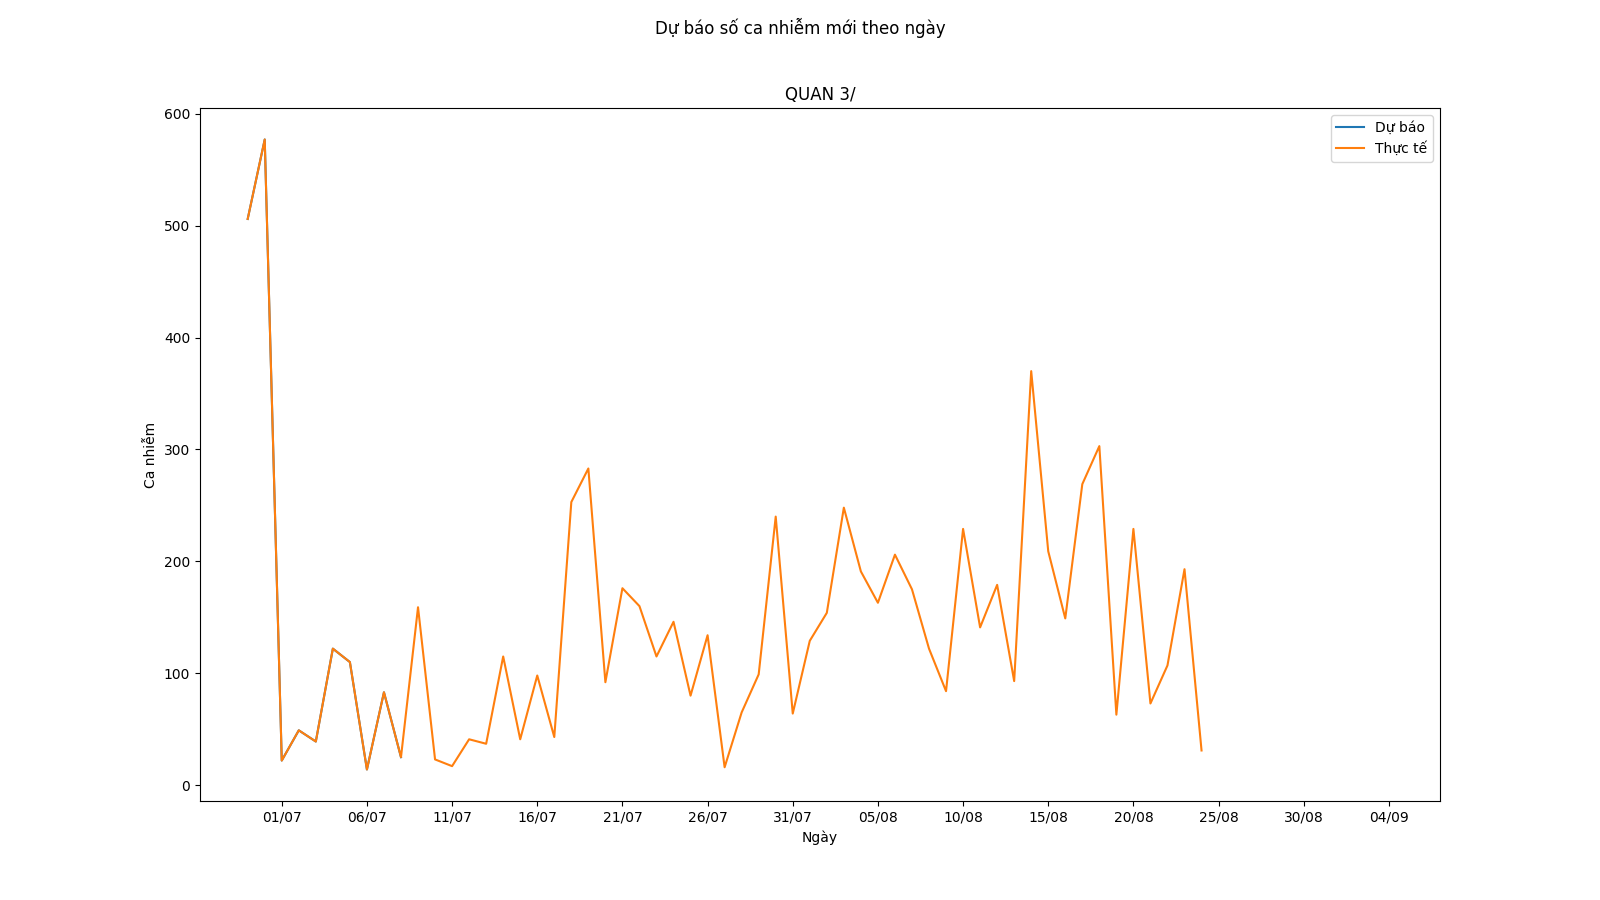 Dự báo số ca nhiễm mới theo ngày
QUAN 3/
Dự báo
Thực tế
600
500
400
300
200
100
0
Ca nhiễm
01/07 06/07 11/07 16/07 21/07 26/07 31/07 05/08 10/08 15/08 20/08 25/08 30/08 04/09
Ngày